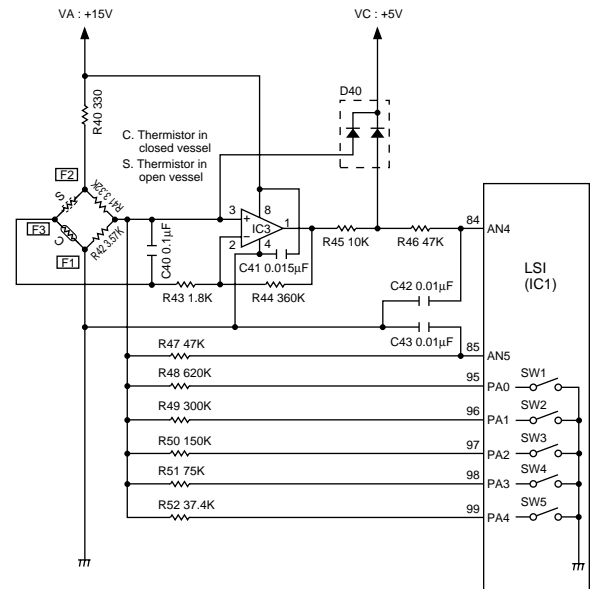 VA : +15V
VC : +5V
R40 330
D40
C. Thermistor in
closed vessel
S. Thermistor in
open vessel
F2
S
R41 3.32K
F3
C
R42 3.57K
F1
C40 0.1µF
3
+
8
IC3
1
2
−
4
C41 0.015µF
R45 10K
R46 47K
84
AN4
LSI
(IC1)
R43 1.8K
R44 360K
C42 0.01µF
C43 0.01µF
85
AN5
R47 47K
R48 620K
95
PA0
SW1
R49 300K
96
PA1
SW2
R50 150K
97
PA2
SW3
R51 75K
98
PA3
SW4
R52 37.4K
99
PA4
SW5